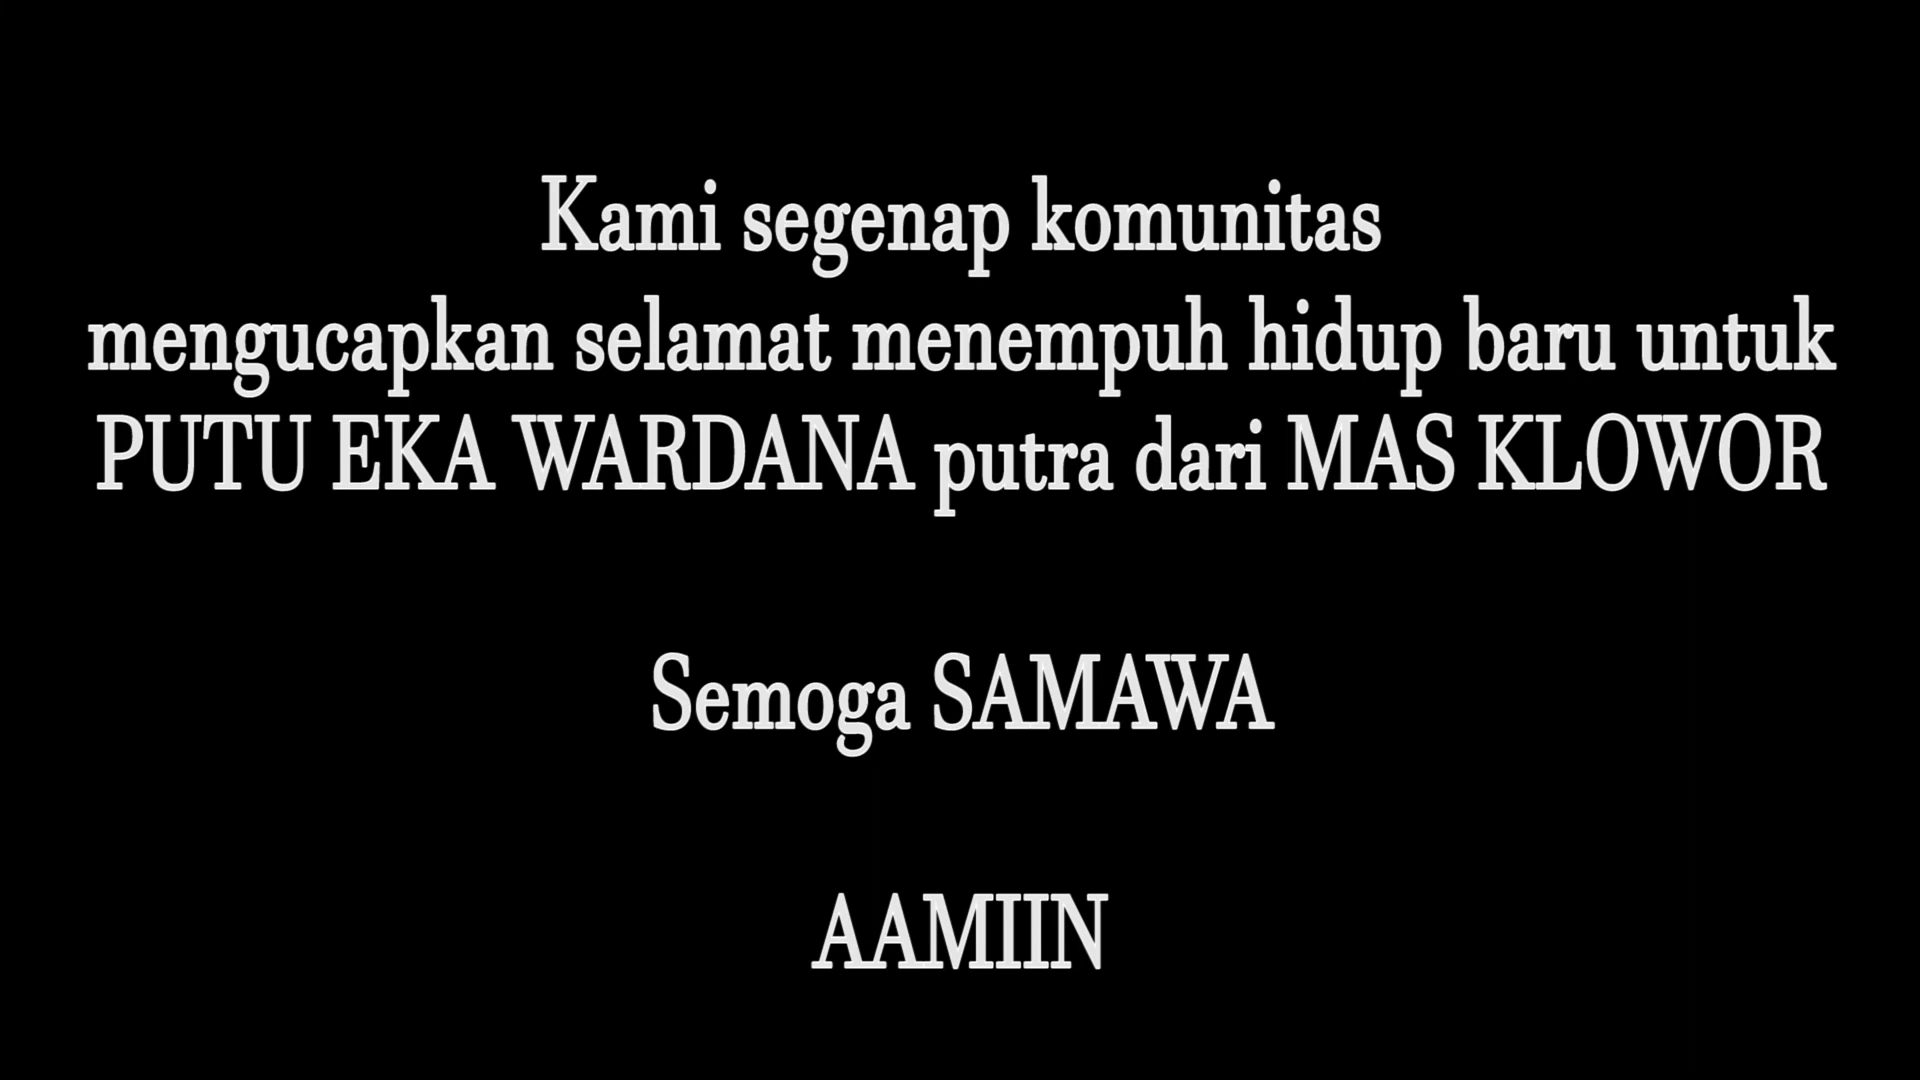 Kami segenap komunitas
mengucapkan selamat menempuh hidup baru untuk
PUTU EKA WARDANA putra dari MAS KLOWOR
Semoga SAMAWA
AAMIIN